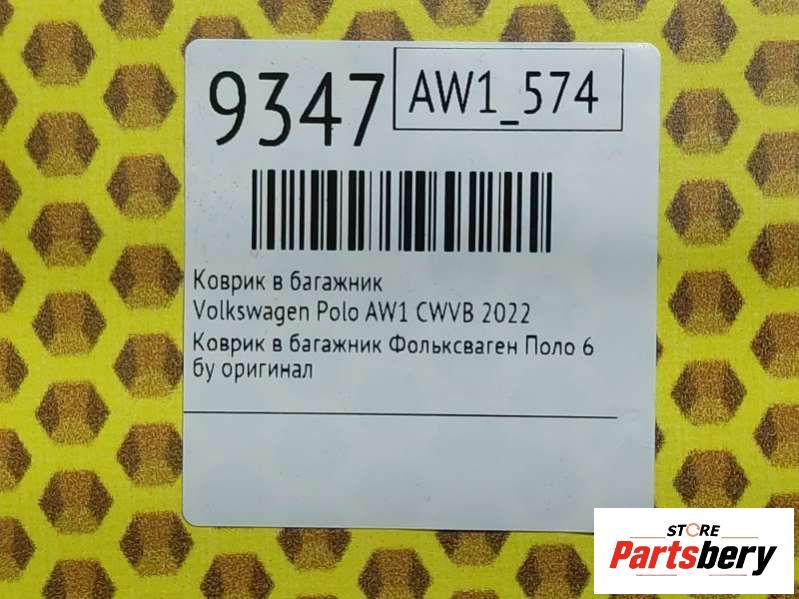 9347
AW1_574
Коврик в багажник
Volkswagen Polo AW1 CWVB 2022
Коврик в багажник Фольксваген Поло 6
бу оригинал
STORE
Partsbery